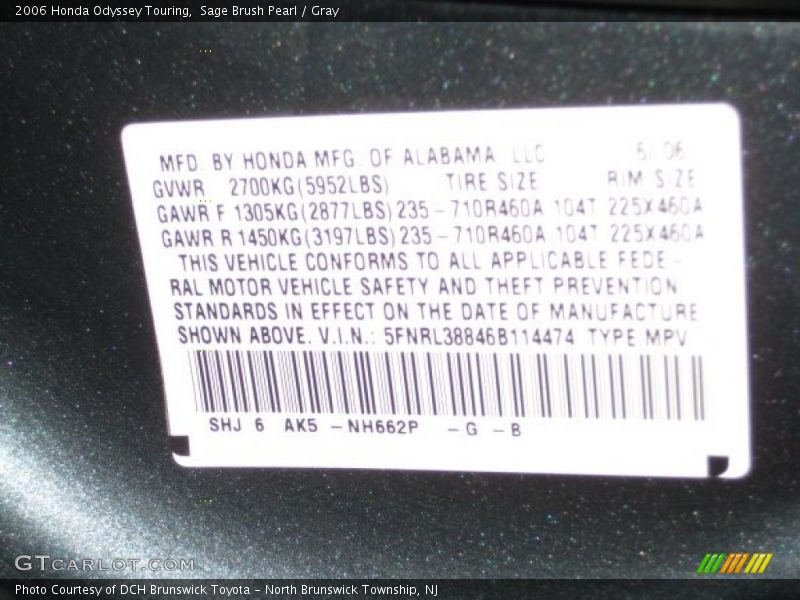 2006 Honda Odyssey Touring,  Sage Brush Pearl / Gray
MFD. BY HONDA MFG. OF ALABAMA LLC 6/06
GVWR 2700KG(5952LBS) TIRE SIZE RIM SIZE
GAWR F 1305KG(2877LBS) 235-710R460A 104T 225X460A
GAWR R 1450KG(3197LBS) 235-710R460A 104T 225X460A
THIS VEHICLE CONFORMS TO ALL APPLICABLE FEDE-
RAL MOTOR VEHICLE SAFETY AND THEFT PREVENTION
STANDARDS IN EFFECT ON THE DATE OF MANUFACTURE
SHOWN ABOVE. V.I.N.: 5FNRL38846B114474 TYPE:MPV
SHJ 6 AK5 -NH662P -G -B
GTCARLOT.COM
Photo Courtesy of DCH Brunswick Toyota - North Brunswick Township, NJ